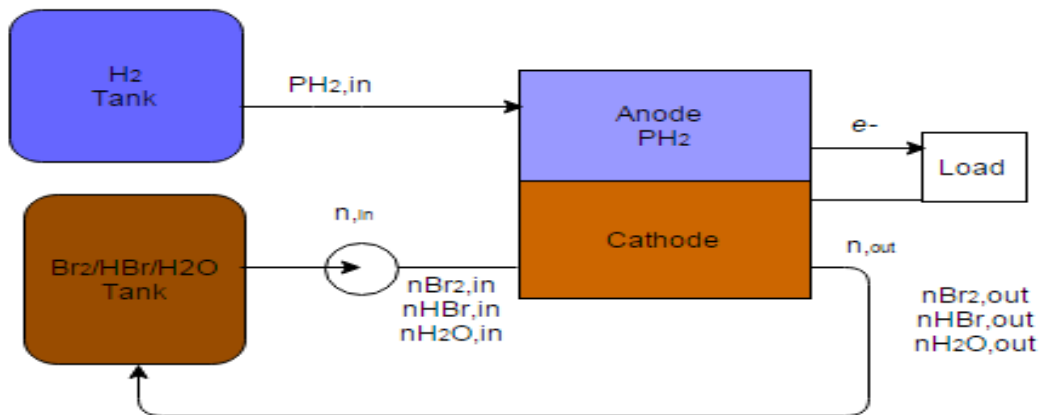 H2
Tank
PH2,in
Anode
PH2
e-
Load
Br2/HBr/H2O
Tank
n,in
Cathode
n,out
nBr2,in
nHBr,in
nH2O,in
nBr2,out
nHBr,out
nH2O,out